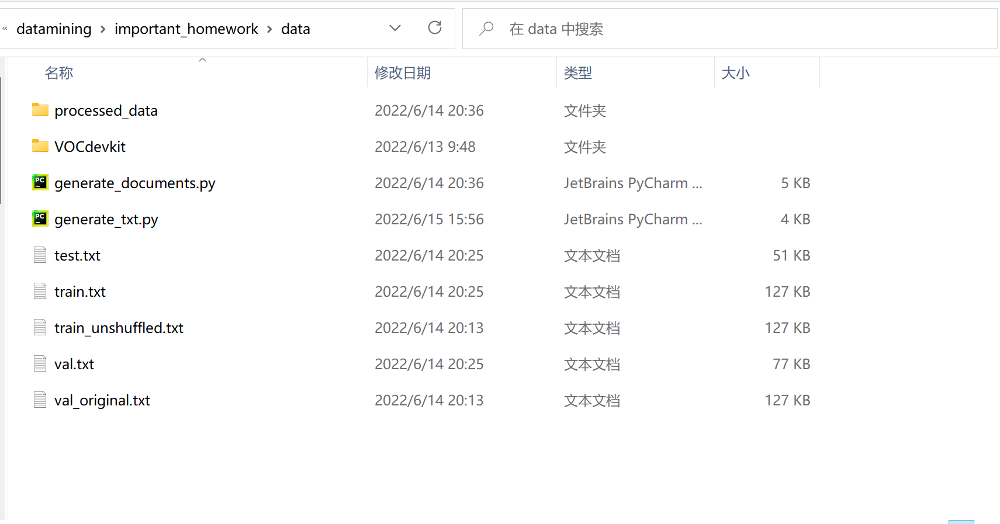 « datamining › important_homework › data 在 data 中搜索
名称 修改日期 类型 大小
processed_data 2022/6/14 20:36 文件夹
VOCdevkit 2022/6/13 9:48 文件夹
PC generate_documents.py 2022/6/14 20:36 JetBrains PyCharm ... 5 KB
PC generate_txt.py 2022/6/15 15:56 JetBrains PyCharm ... 4 KB
test.txt 2022/6/14 20:25 文本文档 51 KB
train.txt 2022/6/14 20:25 文本文档 127 KB
train_unshuffled.txt 2022/6/14 20:13 文本文档 127 KB
val.txt 2022/6/14 20:25 文本文档 77 KB
val_original.txt 2022/6/14 20:13 文本文档 127 KB